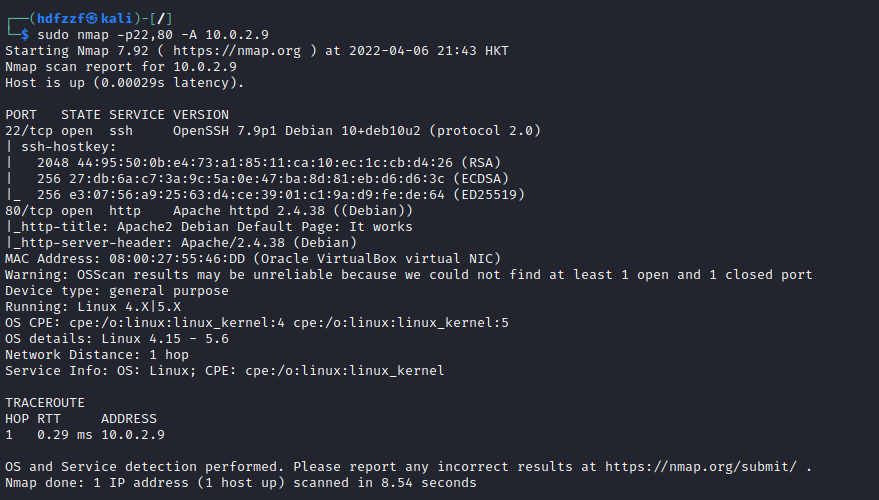 ┌──(hdfzzf㉿kali)-[/]
└─$ sudo nmap -p22,80 -A 10.0.2.9
Starting Nmap 7.92 ( https://nmap.org ) at 2022-04-06 21:43 HKT
Nmap scan report for 10.0.2.9
Host is up (0.00029s latency).

PORT   STATE SERVICE VERSION
22/tcp open  ssh     OpenSSH 7.9p1 Debian 10+deb10u2 (protocol 2.0)
| ssh-hostkey:
|   2048 44:95:50:0b:e4:73:a1:85:11:ca:10:ec:1c:cb:d4:26 (RSA)
|   256 27:db:6a:c7:3a:9c:5a:0e:47:ba:8d:81:eb:d6:d6:3c (ECDSA)
|_  256 e3:07:56:a9:25:63:d4:ce:39:01:c1:9a:d9:fe:de:64 (ED25519)
80/tcp open  http    Apache httpd 2.4.38 ((Debian))
|_http-title: Apache2 Debian Default Page: It works
|_http-server-header: Apache/2.4.38 (Debian)
MAC Address: 08:00:27:55:46:DD (Oracle VirtualBox virtual NIC)
Warning: OSScan results may be unreliable because we could not find at least 1 open and 1 closed port
Device type: general purpose
Running: Linux 4.X|5.X
OS CPE: cpe:/o:linux:linux_kernel:4 cpe:/o:linux:linux_kernel:5
OS details: Linux 4.15 - 5.6
Network Distance: 1 hop
Service Info: OS: Linux; CPE: cpe:/o:linux:linux_kernel

TRACEROUTE
HOP RTT     ADDRESS
1   0.29 ms 10.0.2.9

OS and Service detection performed. Please report any incorrect results at https://nmap.org/submit/ .
Nmap done: 1 IP address (1 host up) scanned in 8.54 seconds